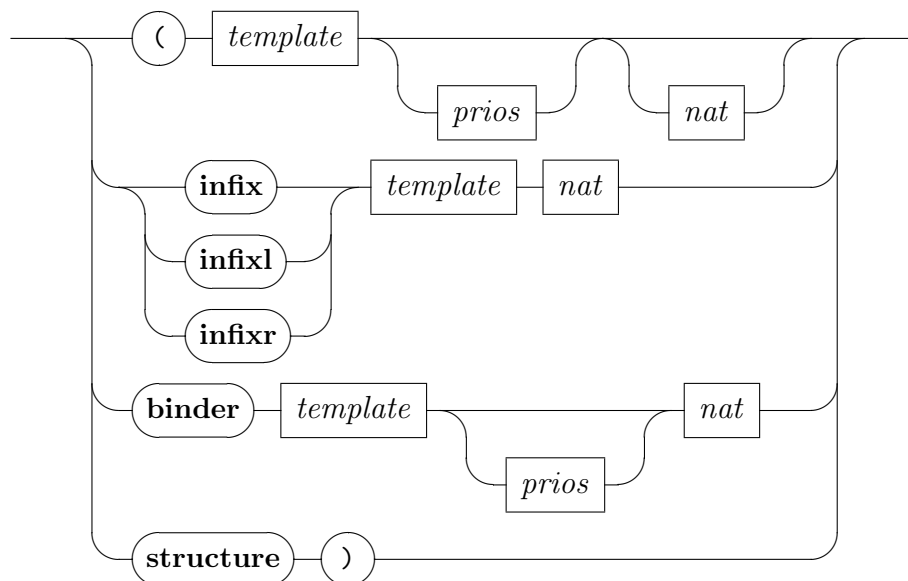 ( template
prios nat
infix template nat
infixl
infixr
binder template nat
prios
structure )